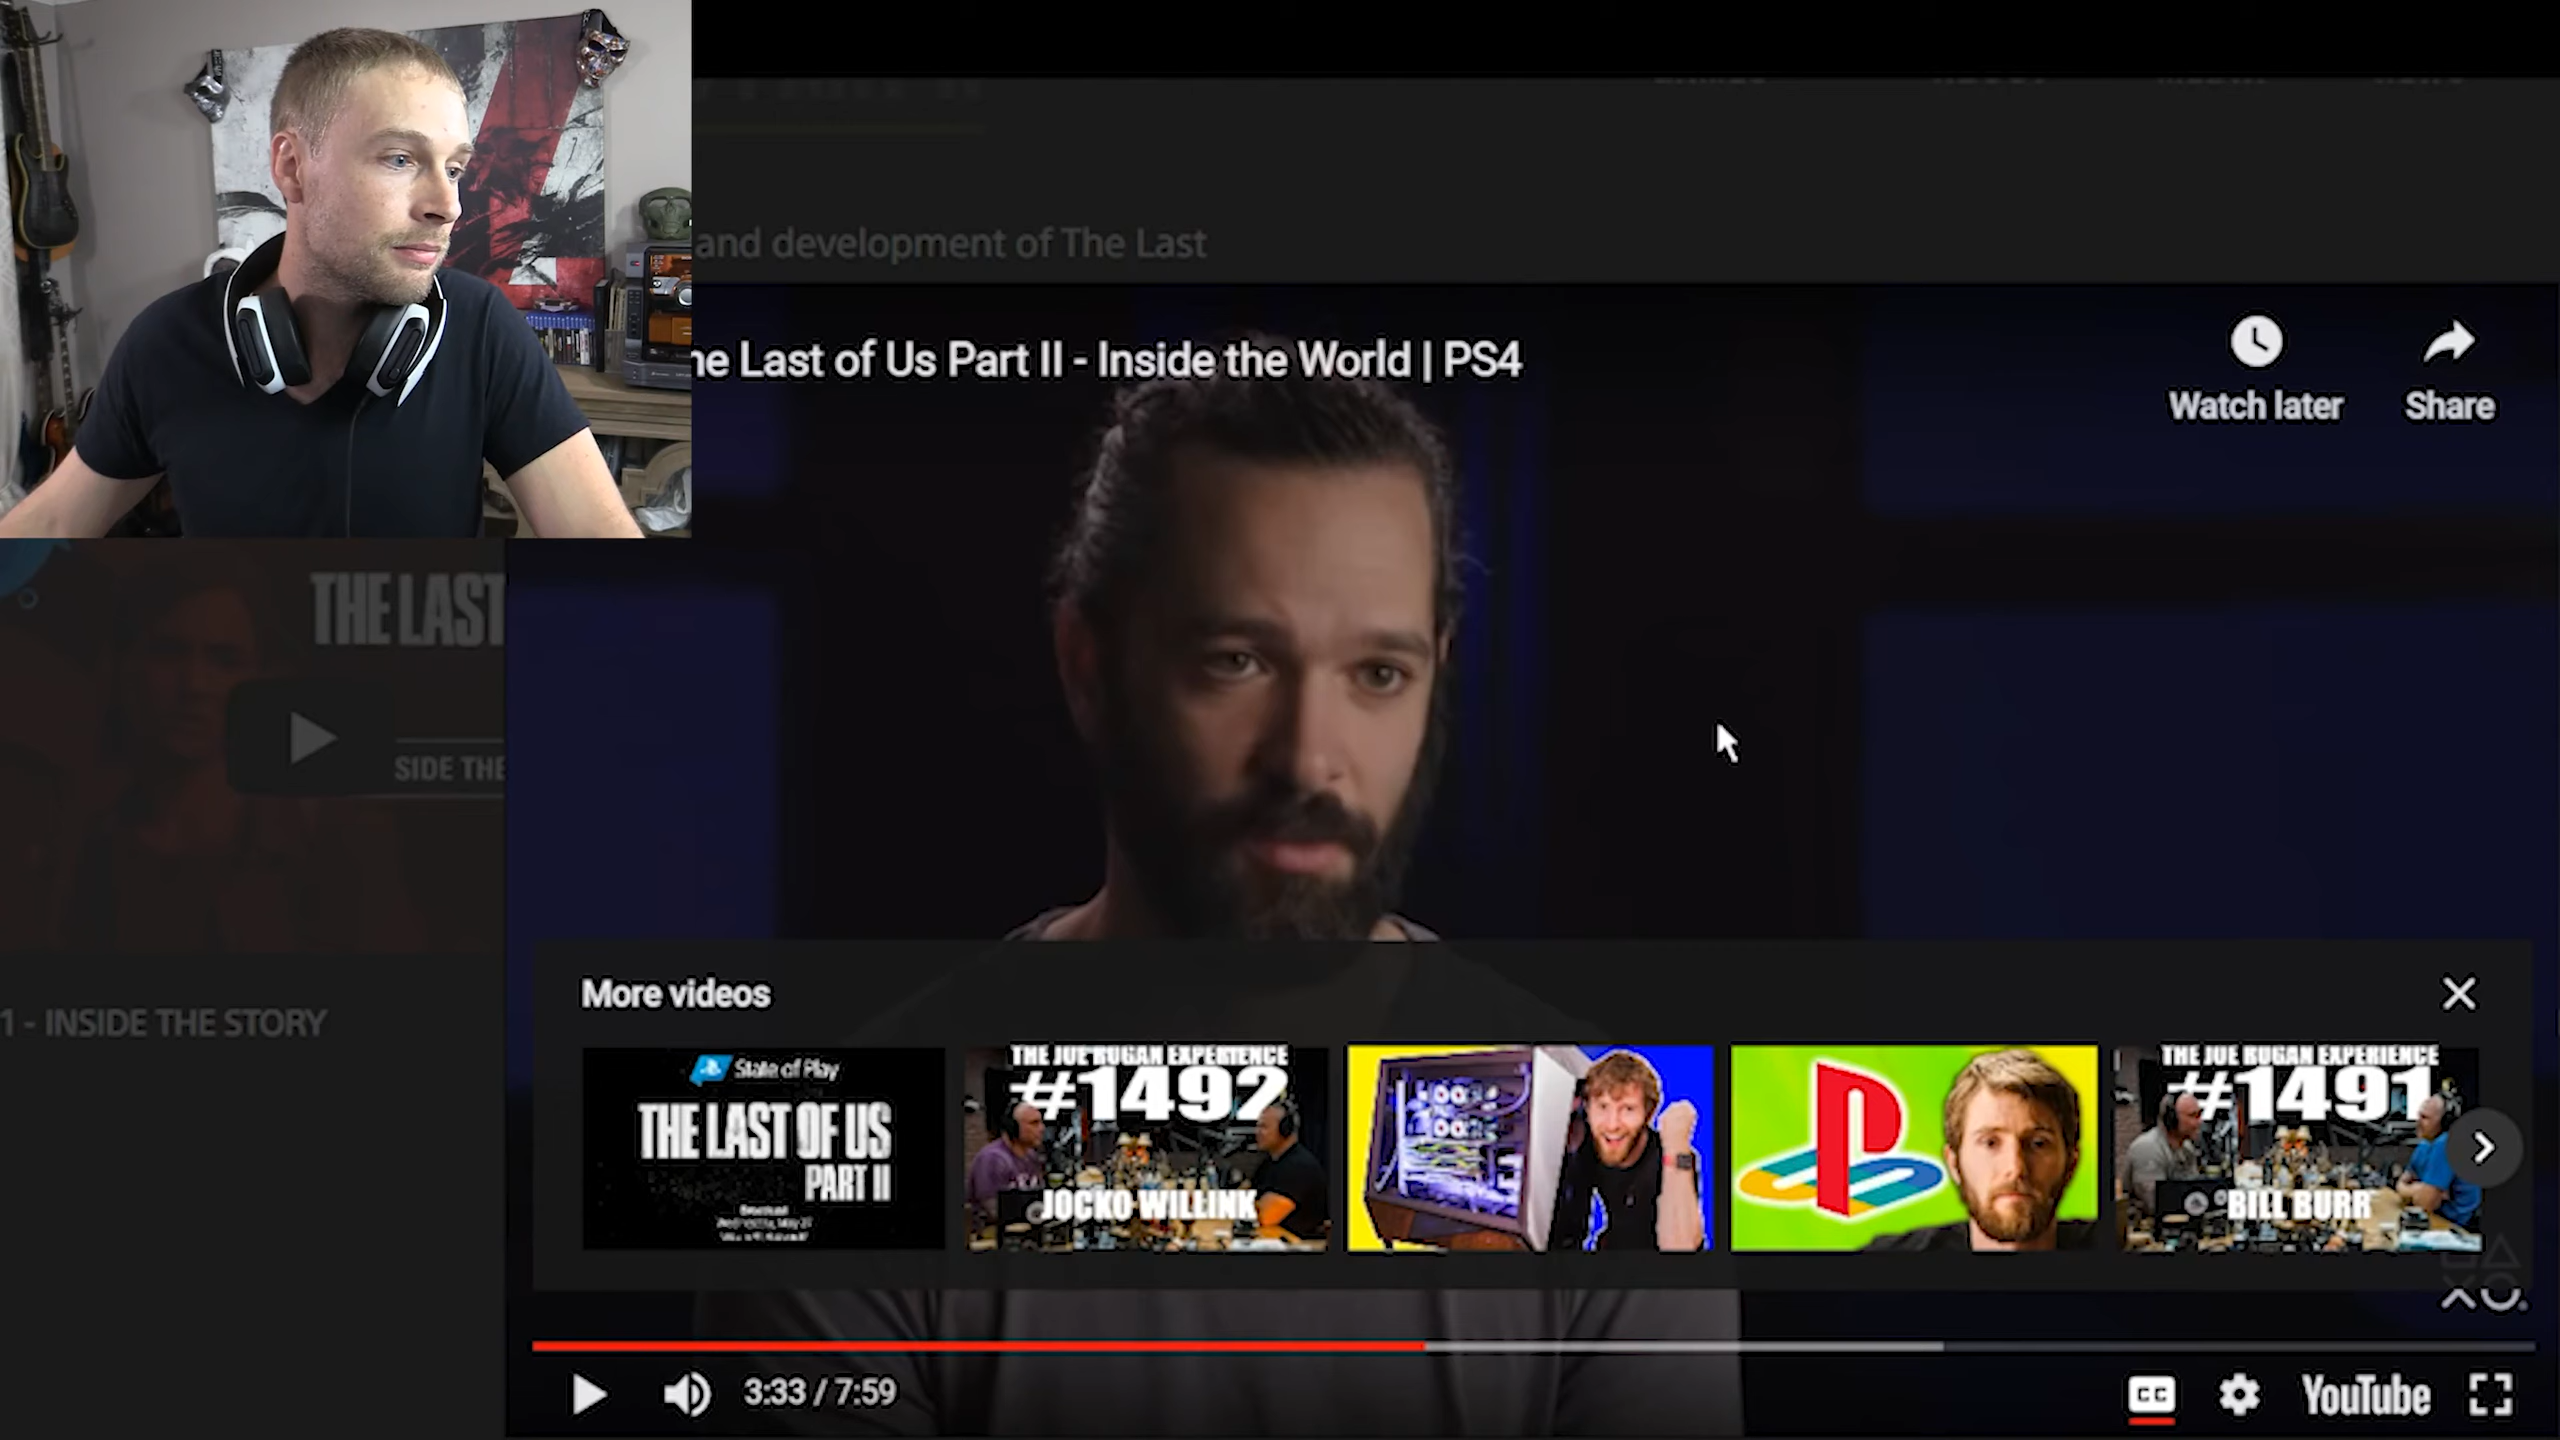 and development of The Last
he Last of Us Part II - Inside the World | PS4
Watch later
Share
THE LAST
SIDE THE
1 - INSIDE THE STORY
More videos
State of Play
THE LAST OF US
PART II
THE JOE ROGAN EXPERIENCE
#1492
JOCKO WILLINK
THE JOE ROGAN EXPERIENCE
#1491
BILL BURR
3:33 / 7:59
CC
YouTube